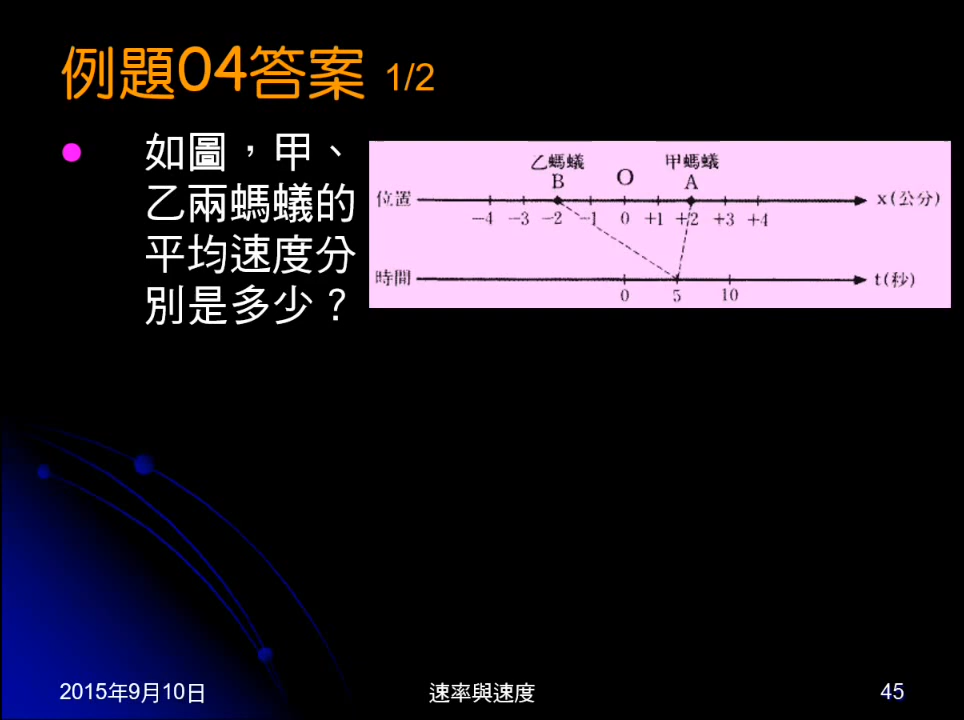 例題04答案 1/2
● 如圖，甲、
乙兩螞蟻的
平均速度分
別是多少？
乙螞蟻 甲螞蟻
B O A
位置 x(公分)
-4 -3 -2 -1 0 +1 +2 +3 +4
時間 t(秒)
0 5 10
2015年9月10日 速率與速度 45